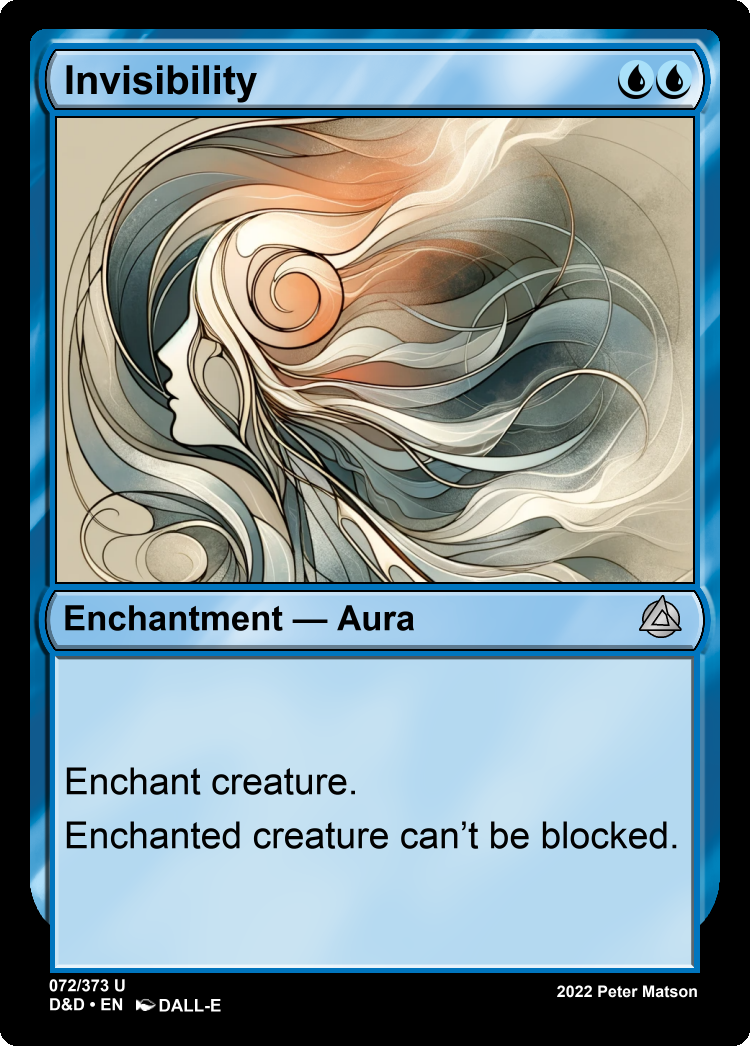 Invisibility
Enchantment — Aura
Enchant creature.
Enchanted creature can’t be blocked.
072/373 U
D&D • EN DALL-E
2022 Peter Matson